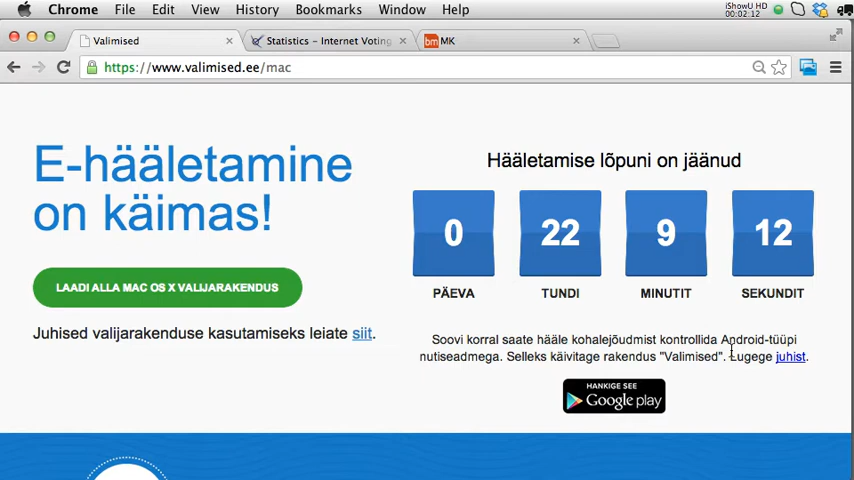 Chrome File Edit View History Bookmarks Window Help
iShowU HD
00:02:12
Valimised
Statistics – Internet Voting
MK
https://www.valimised.ee/mac
E-hääletamine
on käimas!
LAADI ALLA MAC OS X VALIJARAKENDUS
Juhised valijarakenduse kasutamiseks leiate siit.
Hääletamise lõpuni on jäänud
0 22 9 12
PÄEVA TUNDI MINUTIT SEKUNDIT
Soovi korral saate hääle kohalejõudmist kontrollida Android-tüüpi
nutiseadmega. Selleks käivitage rakendus "Valimised". Lugege juhist.
HANKIGE SEE
Google play